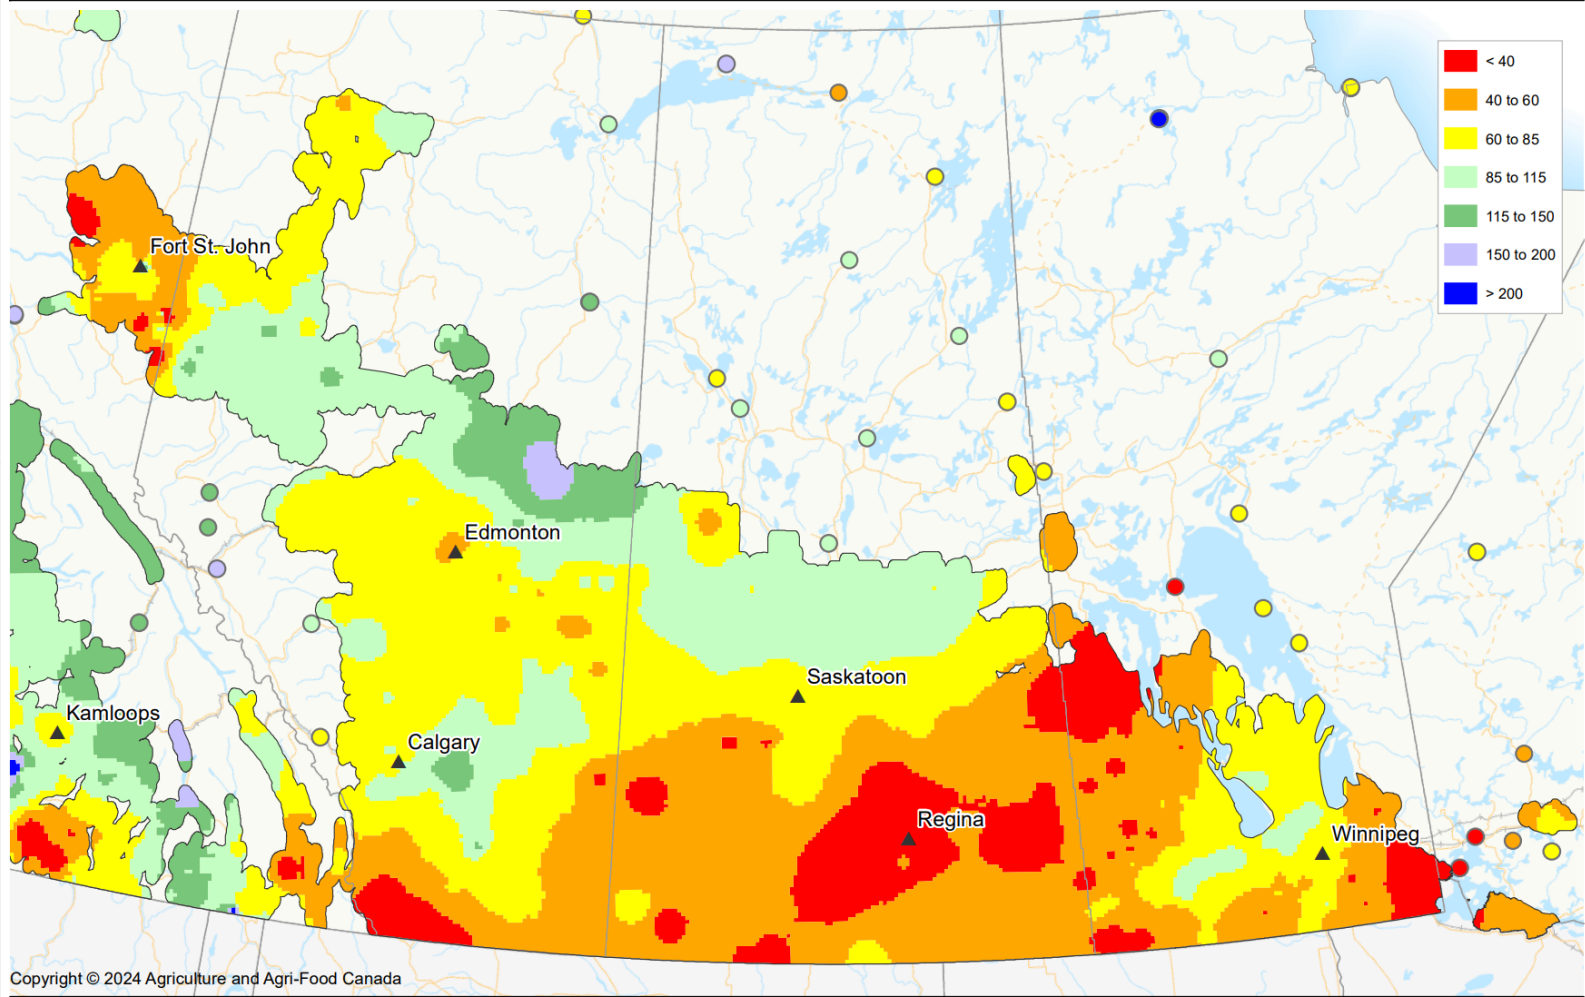 < 40
40 to 60
60 to 85
85 to 115
115 to 150
150 to 200
> 200
Fort St. John
Edmonton
Saskatoon
Kamloops
Calgary
Regina
Winnipeg
Copyright © 2024 Agriculture and Agri-Food Canada